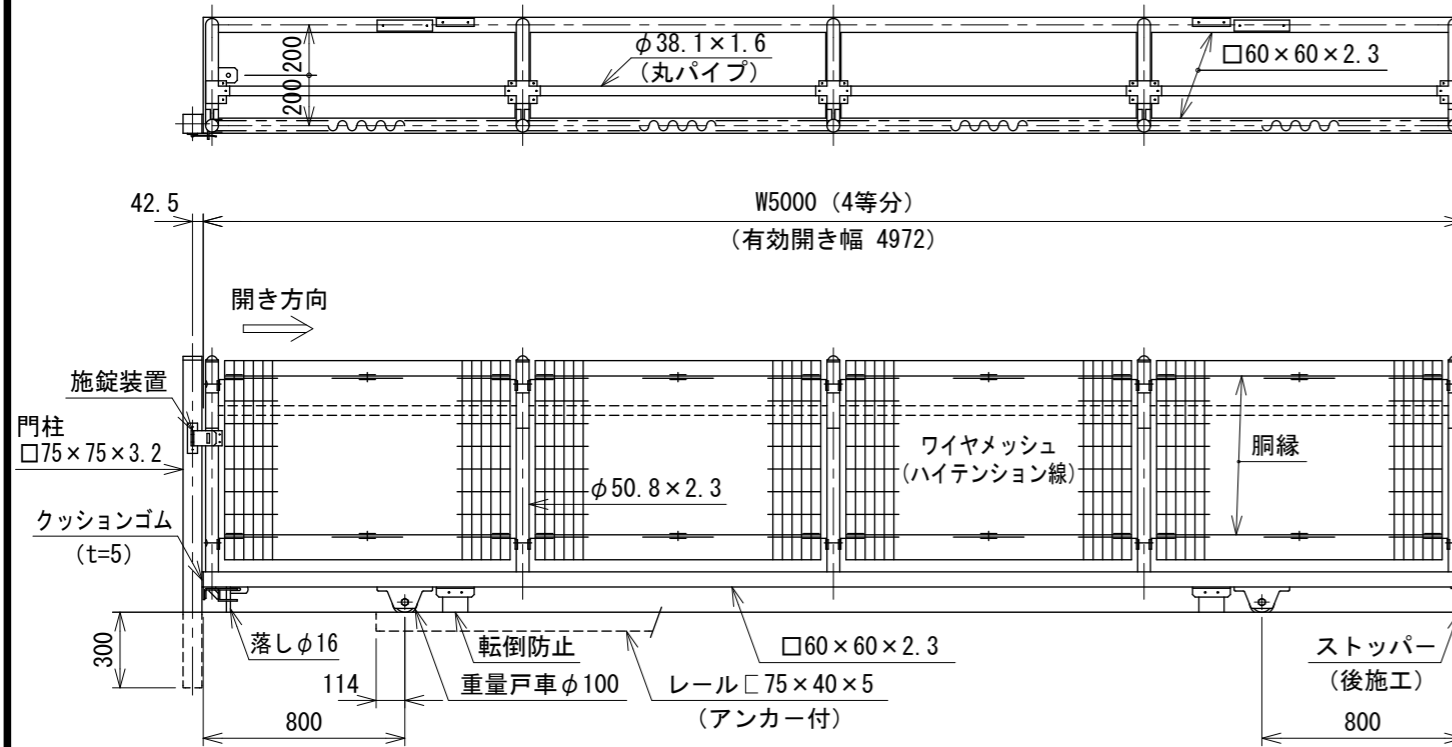 200
200
φ38.1×1.6
(丸パイプ)
□60×60×2.3
42.5
W5000 (4等分)
(有効開き幅 4972)
開き方向
施錠装置
門柱
□75×75×3.2
ワイヤメッシュ
(ハイテンション線)
胴縁
φ50.8×2.3
クッションゴム
(t=5)
300
落しφ16
転倒防止
□60×60×2.3
ストッパー
(後施工)
114
重量戸車φ100
レール⊏75×40×5
(アンカー付)
800
800